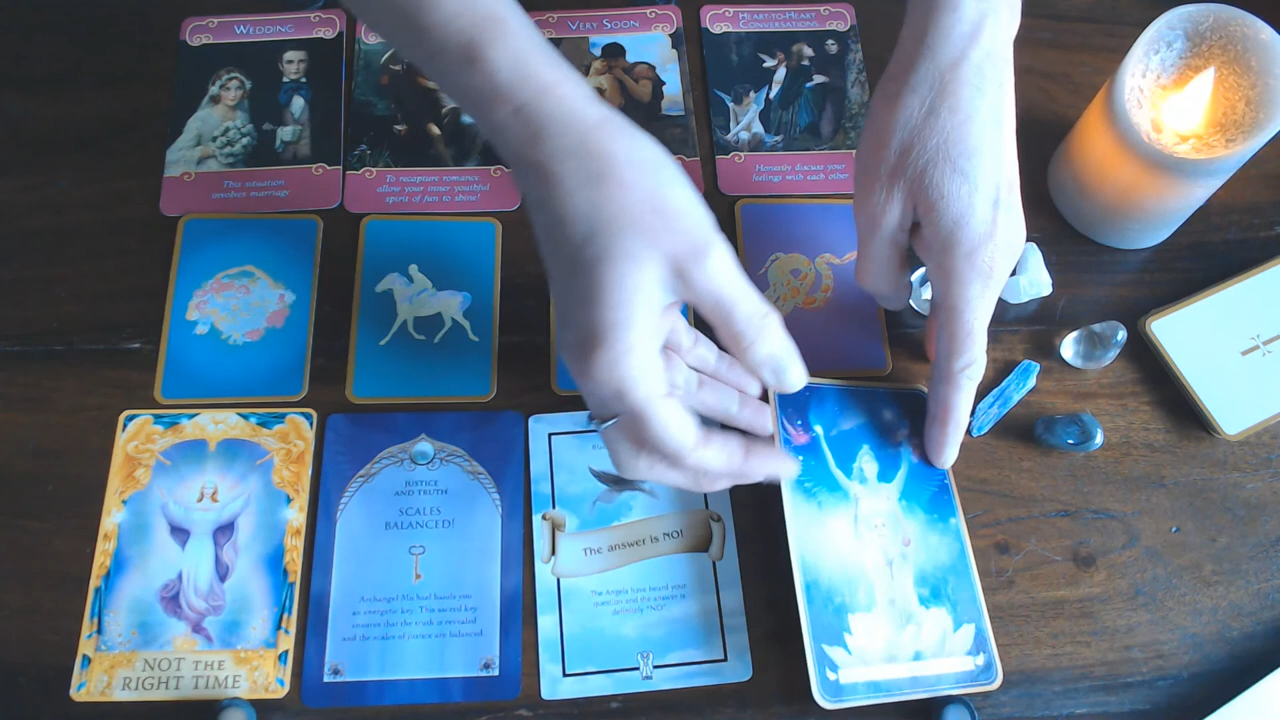 WEDDING
This situation
involves marriage
To recapture romance
allow your inner youthful
spirit of fun to shine!
VERY SOON
HEART-TO-HEART
CONVERSATIONS
Honestly discuss your
feelings with each other
NOT THE
RIGHT TIME
JUSTICE
AND TRUTH
SCALES
BALANCED!
Archangel Michael hands you
an energetic key. This sacred key
ensures that the truth is revealed
and the scales of justice are balanced.
The answer is NO!
The Angels have heard your
question and the answer is
definitely "NO"